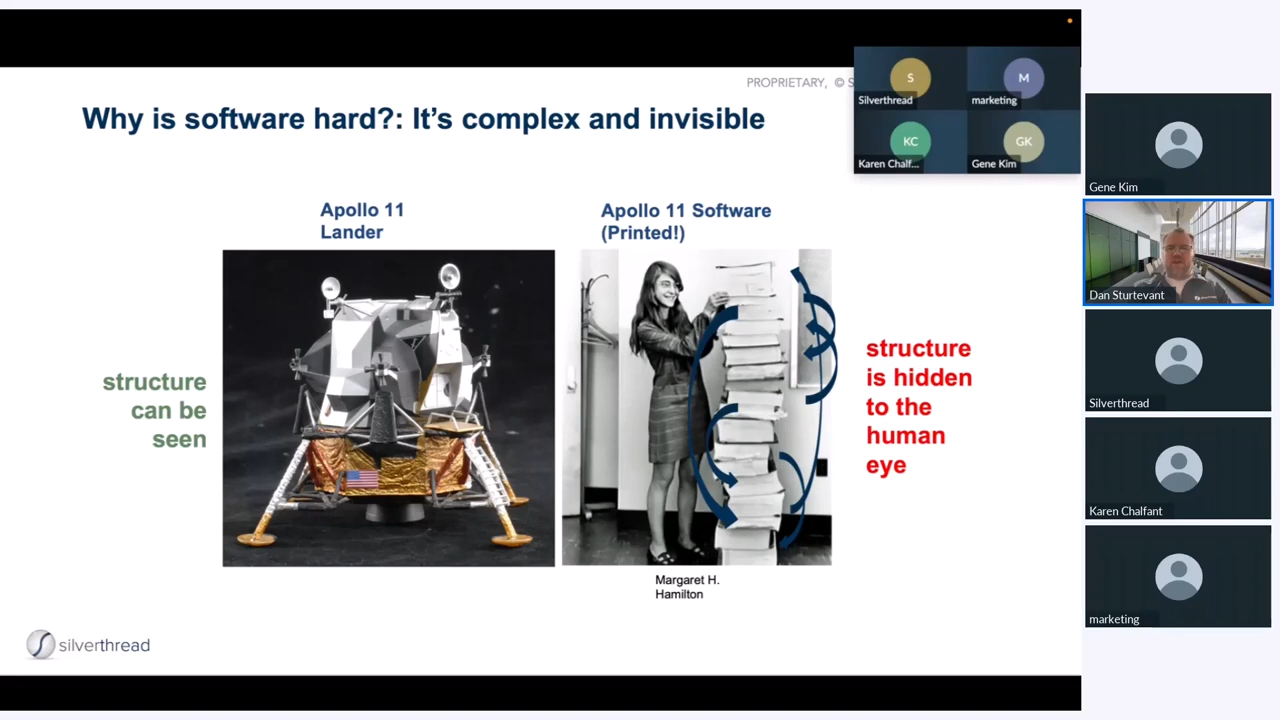 PROPRIETARY, © S
Why is software hard?: It's complex and invisible
S
Silverthread
M
marketing
KC
Karen Chalf...
GK
Gene Kim
Apollo 11
Lander
Apollo 11 Software
(Printed!)
structure
can be
seen
structure
is hidden
to the
human
eye
Margaret H.
Hamilton
silverthread
Gene Kim
Dan Sturtevant
Silverthread
Karen Chalfant
marketing